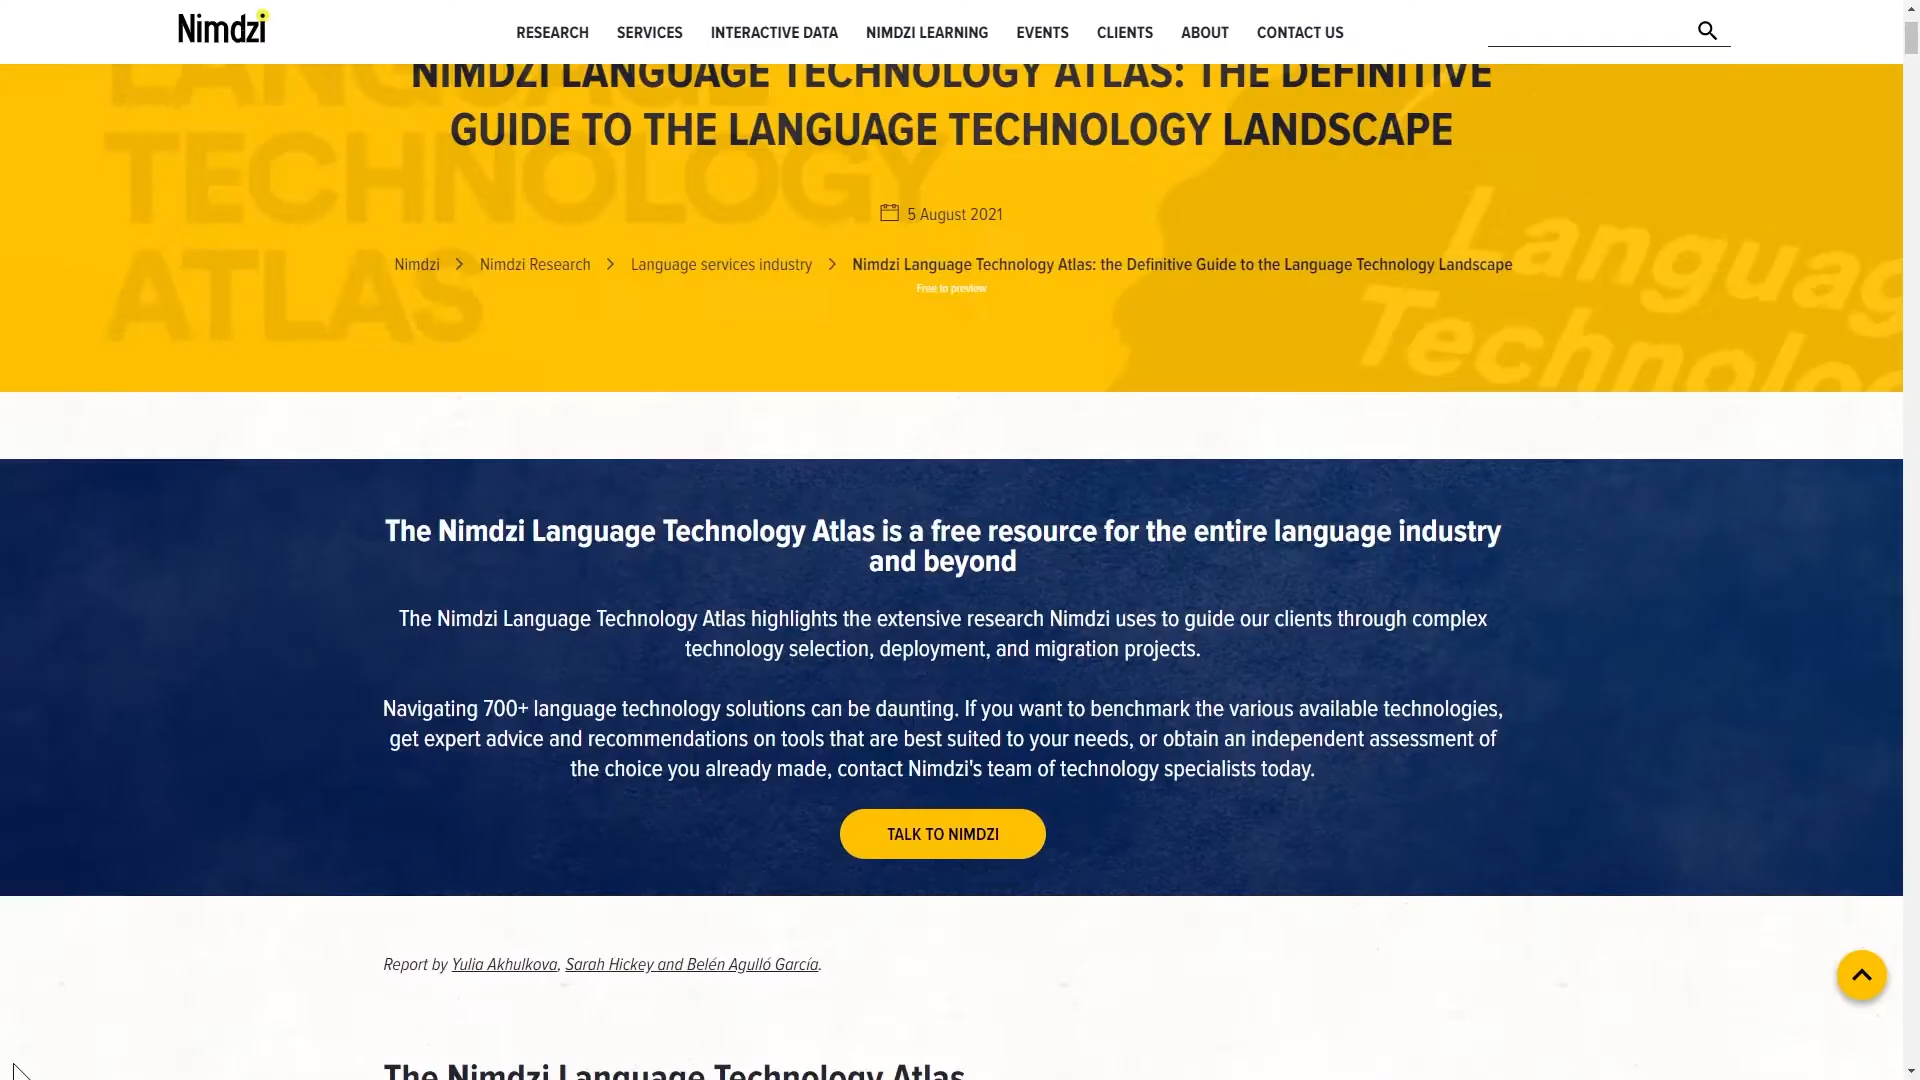 Nimdzi
RESEARCH SERVICES INTERACTIVE DATA NIMDZI LEARNING EVENTS CLIENTS ABOUT CONTACT US
LANGUAGE
TECHNOLOGY
ATLAS
NIMDZI LANGUAGE TECHNOLOGY ATLAS: THE DEFINITIVE
GUIDE TO THE LANGUAGE TECHNOLOGY LANDSCAPE
5 August 2021
Nimdzi > Nimdzi Research > Language services industry > Nimdzi Language Technology Atlas: the Definitive Guide to the Language Technology Landscape
Free to preview
Languag
Technolo
The Nimdzi Language Technology Atlas is a free resource for the entire language industry
and beyond
The Nimdzi Language Technology Atlas highlights the extensive research Nimdzi uses to guide our clients through complex
technology selection, deployment, and migration projects.
Navigating 700+ language technology solutions can be daunting. If you want to benchmark the various available technologies,
get expert advice and recommendations on tools that are best suited to your needs, or obtain an independent assessment of
the choice you already made, contact Nimdzi's team of technology specialists today.
TALK TO NIMDZI
Report by Yulia Akhulkova, Sarah Hickey and Belén Agulló García.
The Nimdzi Language Technology Atlas